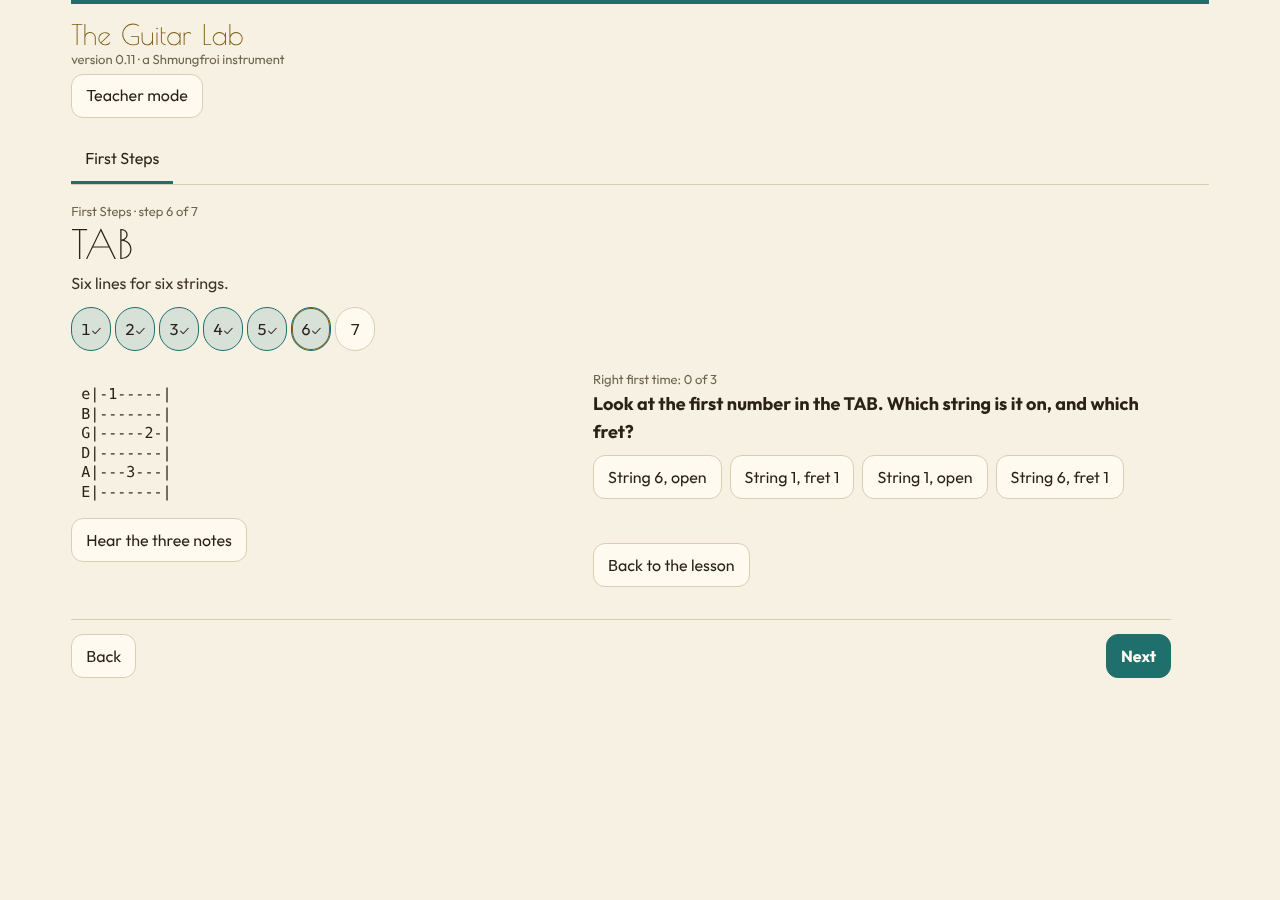 The Guitar Lab
version 0.11 · a Shmungfroi instrument
Teacher mode
First Steps
First Steps · step 6 of 7
TAB
Six lines for six strings.
1✓ 2✓ 3✓ 4✓ 5✓ 6✓ 7
e|-1-----|
B|-------|
G|-----2-|
D|-------|
A|---3---|
E|-------|
Hear the three notes
Right first time: 0 of 3
Look at the first number in the TAB. Which string is it on, and which
fret?
String 6, open String 1, fret 1 String 1, open String 6, fret 1
Back to the lesson
Back Next